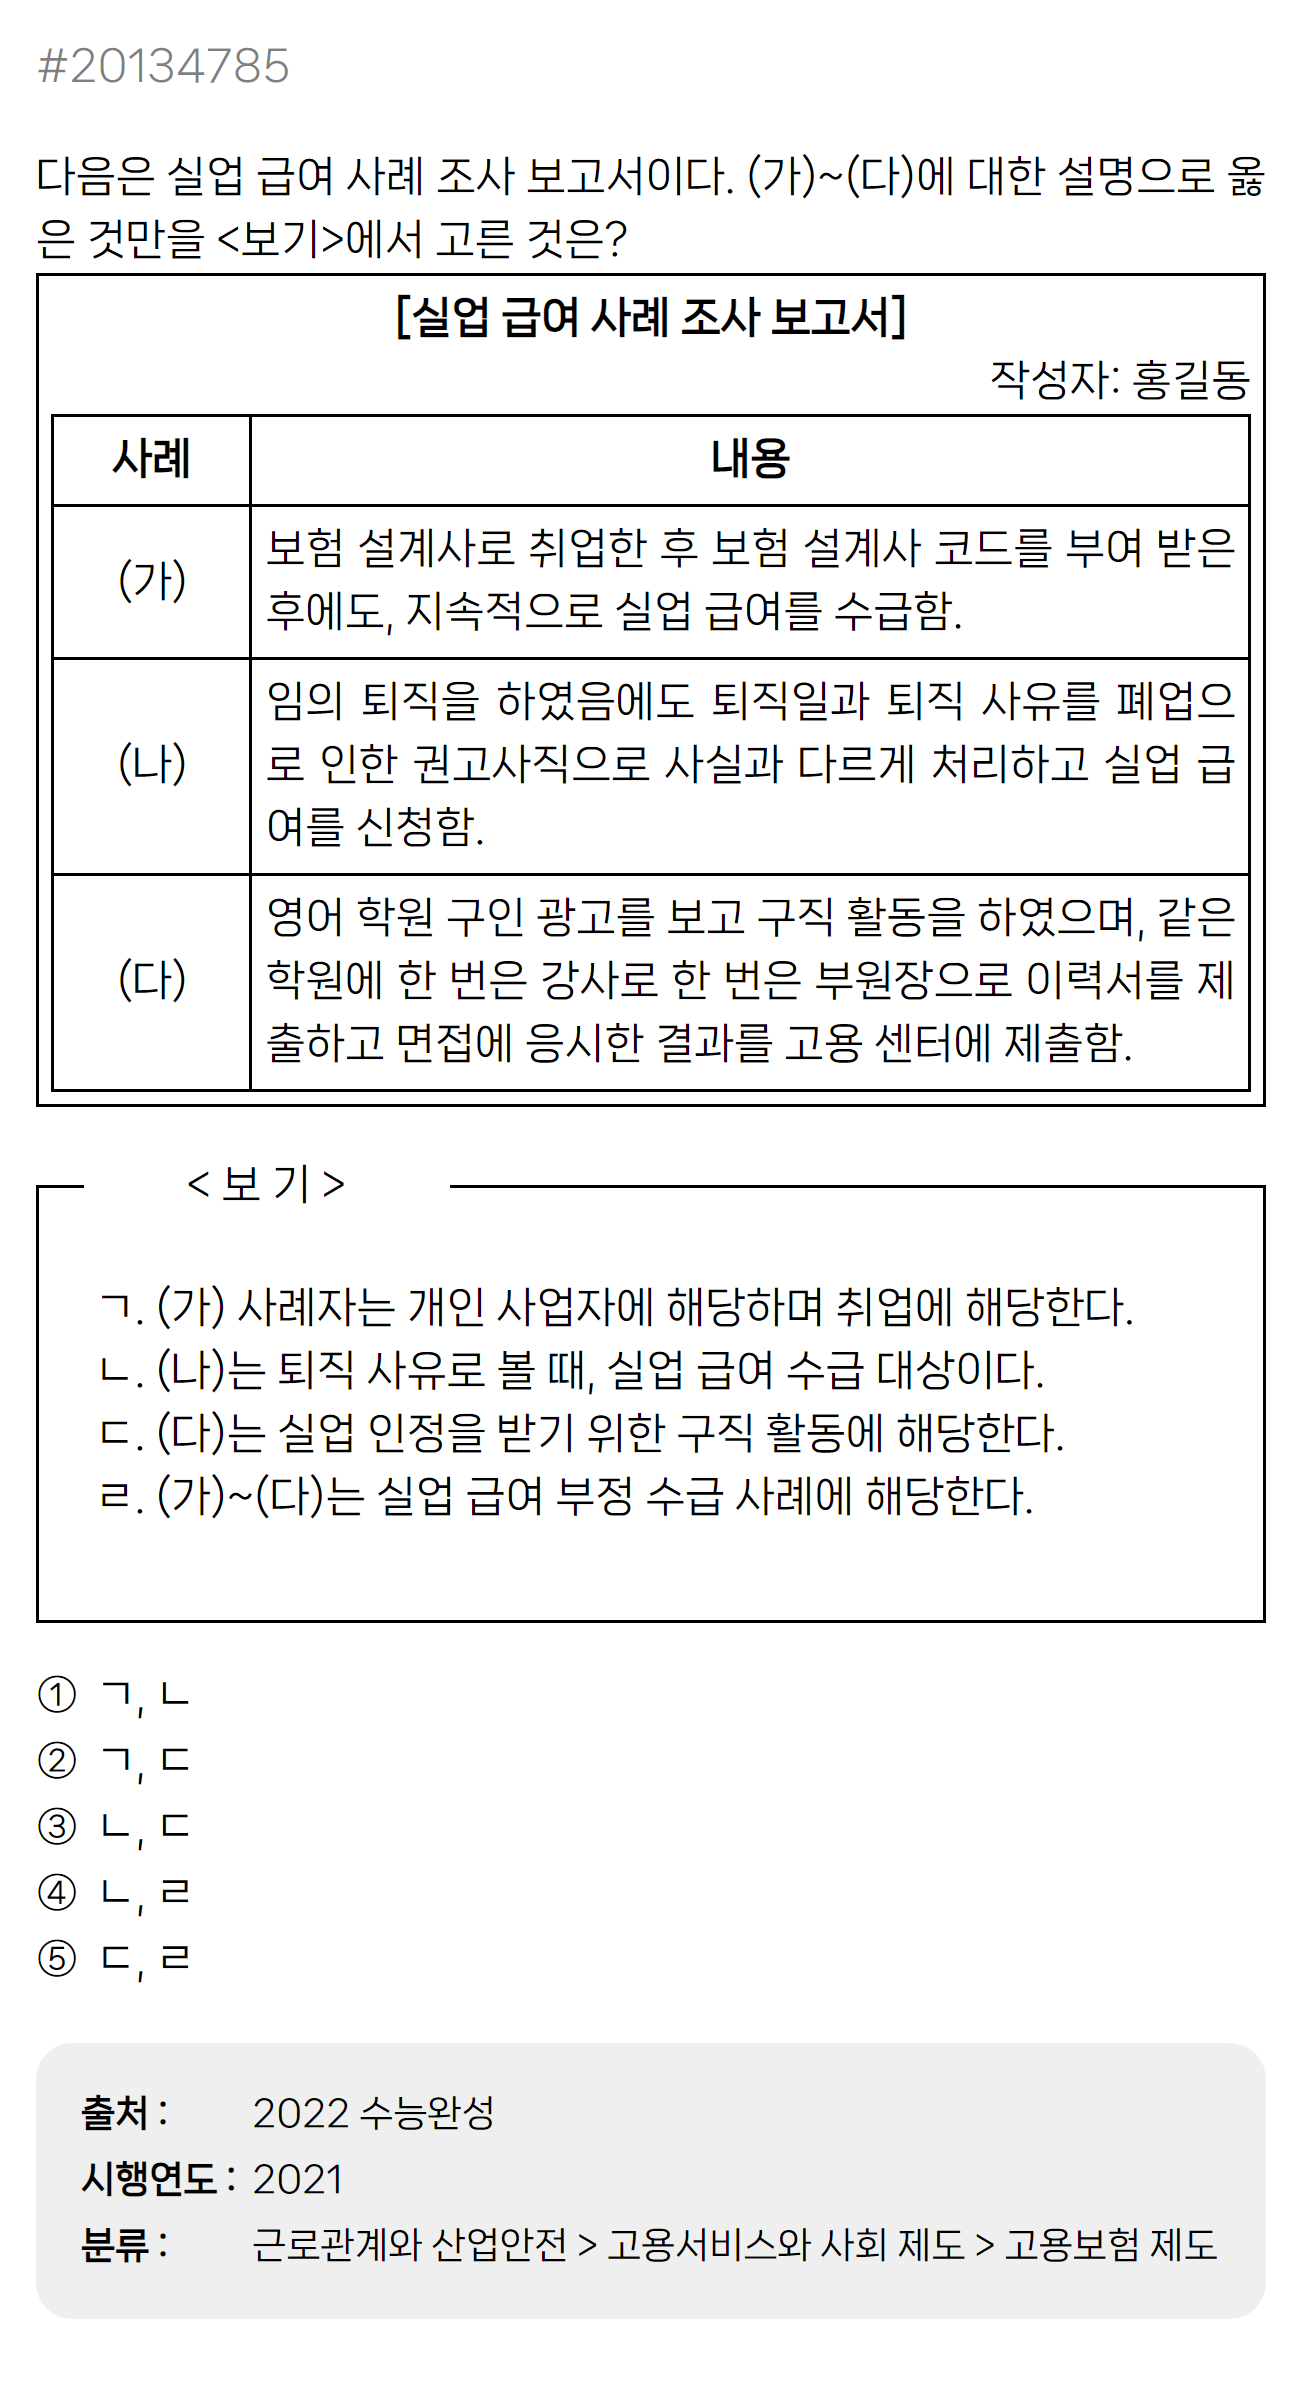 #20134785
다음은 실업 급여 사례 조사 보고서이다. (가)~(다)에 대한 설명으로 옳
은 것만을 <보기>에서 고른 것은?
[실업 급여 사례 조사 보고서]
작성자: 홍길동
사례 내용
(가) 보험 설계사로 취업한 후 보험 설계사 코드를 부여 받은
후에도, 지속적으로 실업 급여를 수급함.
(나) 임의 퇴직을 하였음에도 퇴직일과 퇴직 사유를 폐업으
로 인한 권고사직으로 사실과 다르게 처리하고 실업 급
여를 신청함.
(다) 영어 학원 구인 광고를 보고 구직 활동을 하였으며, 같은
학원에 한 번은 강사로 한 번은 부원장으로 이력서를 제
출하고 면접에 응시한 결과를 고용 센터에 제출함.
< 보 기 >
ㄱ. (가) 사례자는 개인 사업자에 해당하며 취업에 해당한다.
ㄴ. (나)는 퇴직 사유로 볼 때, 실업 급여 수급 대상이다.
ㄷ. (다)는 실업 인정을 받기 위한 구직 활동에 해당한다.
ㄹ. (가)~(다)는 실업 급여 부정 수급 사례에 해당한다.
① ㄱ, ㄴ
② ㄱ, ㄷ
③ ㄴ, ㄷ
④ ㄴ, ㄹ
⑤ ㄷ, ㄹ
출처 : 2022 수능완성
시행연도 : 2021
분류 : 근로관계와 산업안전 > 고용서비스와 사회 제도 > 고용보험 제도